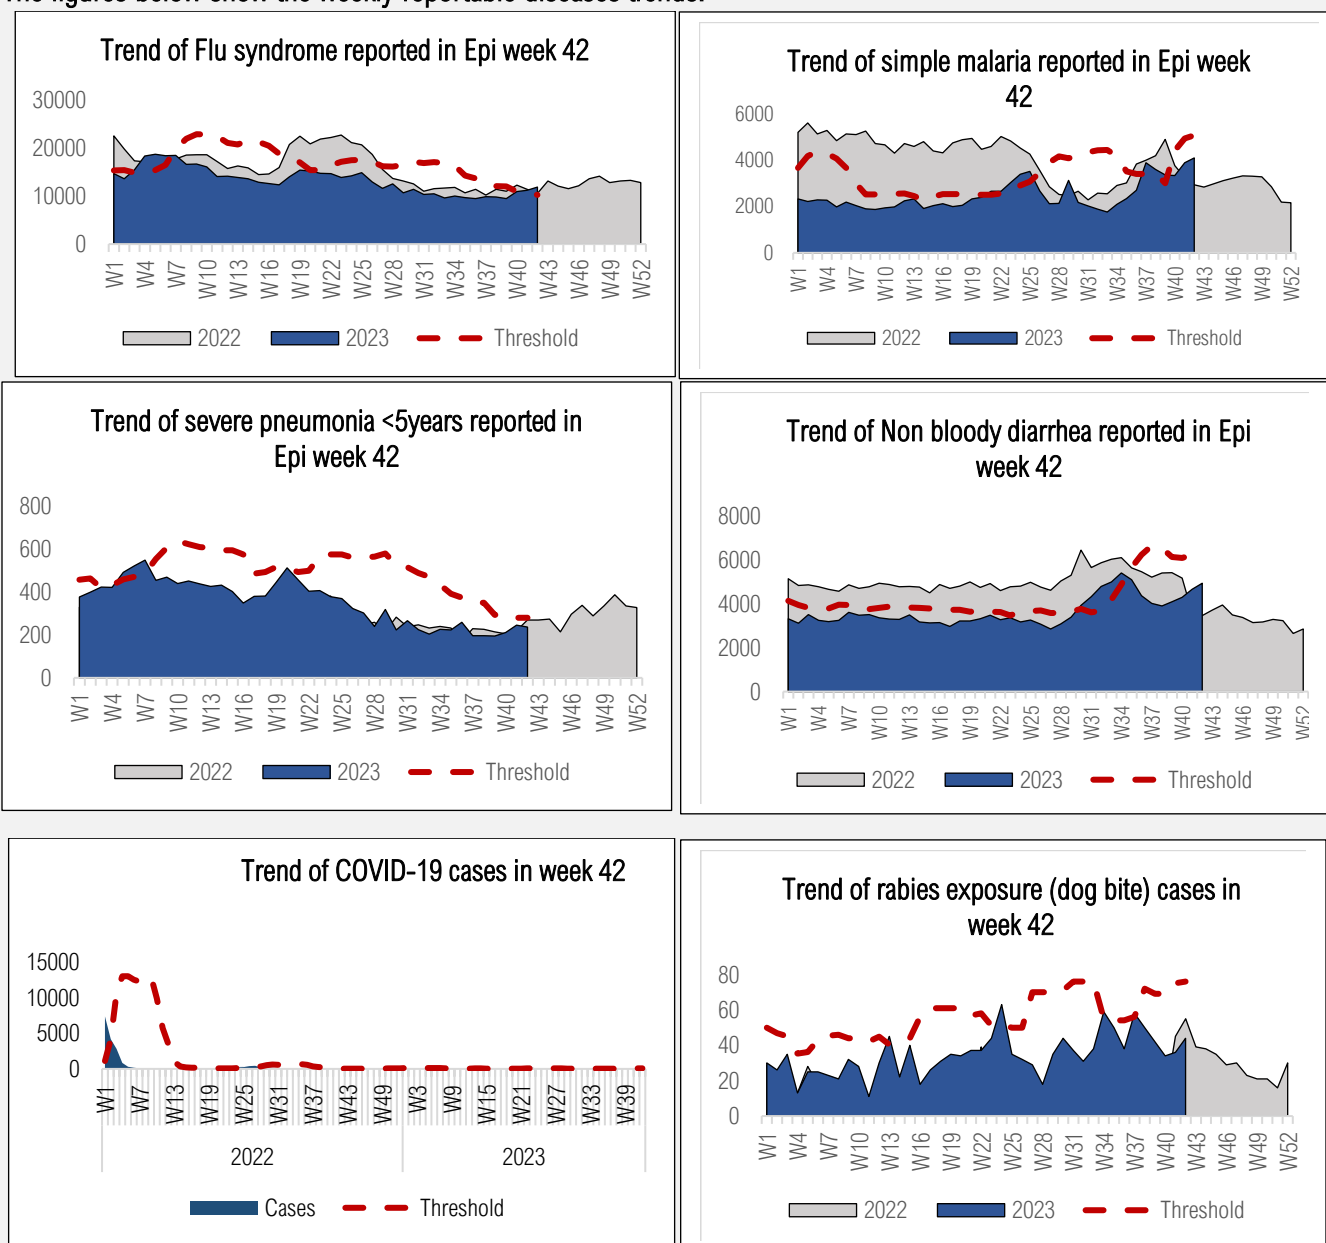 The figures below show the weekly reportable diseases trends.
Trend of Flu syndrome reported in Epi week 42
30000
20000
10000
0
W1 W4 W7 W10 W13 W16 W19 W22 W25 W28 W31 W34 W37 W40 W43 W46 W49 W52
2022 2023 Threshold
Trend of simple malaria reported in Epi week
42
6000
4000
2000
0
W1 W4 W7 W10 W13 W16 W19 W22 W25 W28 W31 W34 W37 W40 W43 W46 W49 W52
2022 2023 Threshold
Trend of severe pneumonia <5years reported in
Epi week 42
800
600
400
200
0
W1 W4 W7 W10 W13 W16 W19 W22 W25 W28 W31 W34 W37 W40 W43 W46 W49 W52
2022 2023 Threshold
Trend of Non bloody diarrhea reported in Epi
week 42
8000
6000
4000
2000
0
W1 W4 W7 W10 W13 W16 W19 W22 W25 W28 W31 W34 W37 W40 W43 W46 W49 W52
2022 2023 Threshold
Trend of COVID-19 cases in week 42
15000
10000
5000
0
W1 W7 W13 W19 W25 W31 W37 W43 W49 W3 W9 W15 W21 W27 W33 W39
2022 2023
Cases Threshold
Trend of rabies exposure (dog bite) cases in
week 42
80
60
40
20
0
W1 W4 W7 W10 W13 W16 W19 W22 W25 W28 W31 W34 W37 W40 W43 W46 W49 W52
2022 2023 Threshold